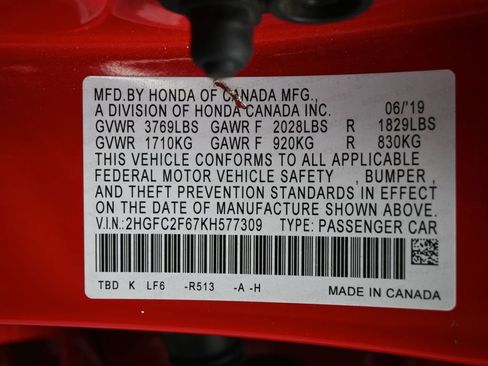 MFD.BY HONDA OF CANADA MFG.,
A DIVISION OF HONDA CANADA INC. 06/'19
GVWR 3769LBS GAWR F 2028LBS R 1829LBS
GVWR 1710KG GAWR F 920KG R 830KG
THIS VEHICLE CONFORMS TO ALL APPLICABLE
FEDERAL MOTOR VEHICLE SAFETY , BUMPER ,
AND THEFT PREVENTION STANDARDS IN EFFECT
ON THE DATE OF MANUFACTURE SHOWN ABOVE.
V.I.N.:2HGFC2F67KH577309 TYPE: PASSENGER CAR
TBD K LF6 -R513 -A -H
MADE IN CANADA